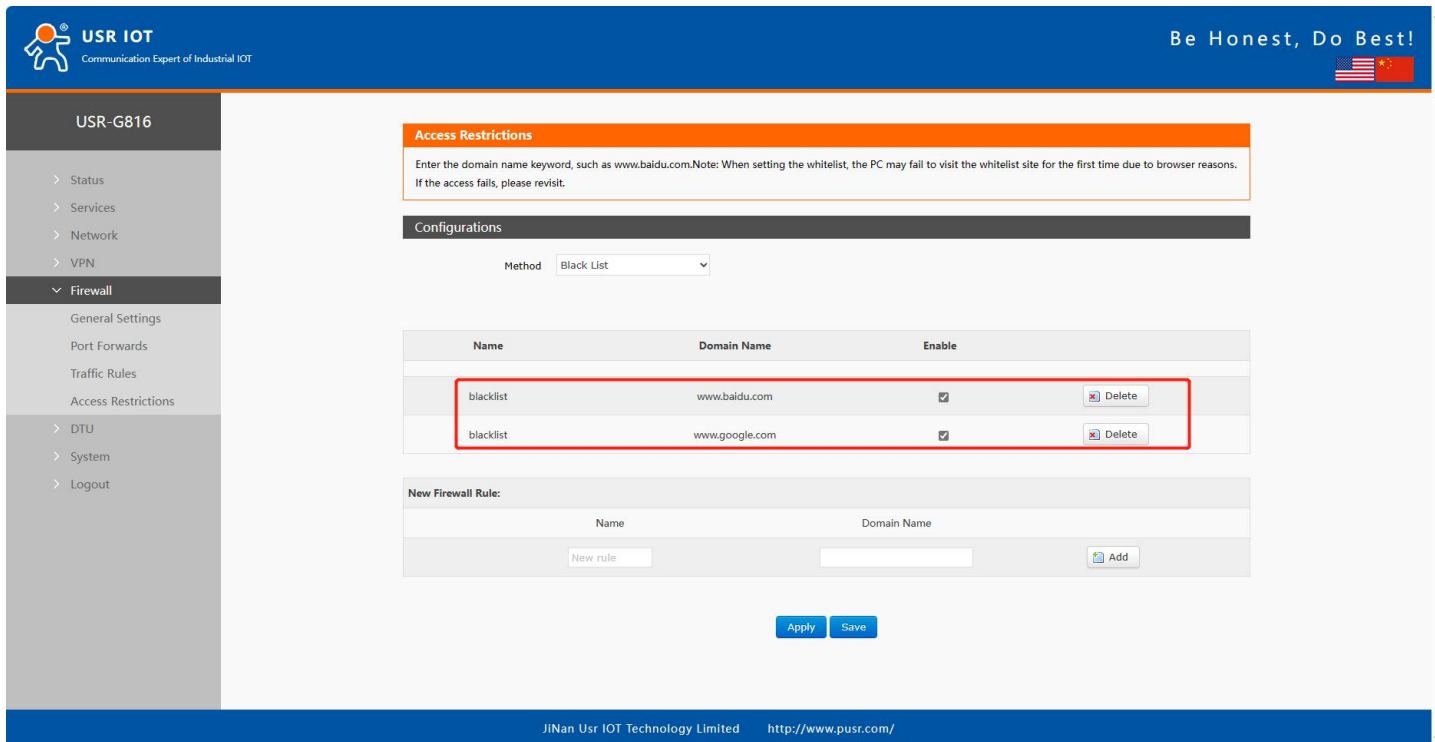 USR IOT
Communication Expert of Industrial IOT
Be Honest, Do Best!
USR-G816
Status
Services
Network
VPN
Firewall
General Settings
Port Forwards
Traffic Rules
Access Restrictions
DTU
System
Logout
Access Restrictions
Enter the domain name keyword, such as www.baidu.com.Note: When setting the whitelist, the PC may fail to visit the whitelist site for the first time due to browser reasons.
If the access fails, please revisit.
Configurations
Method Black List
Name Domain Name Enable
blacklist www.baidu.com Delete
blacklist www.google.com Delete
New Firewall Rule:
Name Domain Name
New rule Add
Apply Save
JiNan Usr IOT Technology Limited http://www.pusr.com/